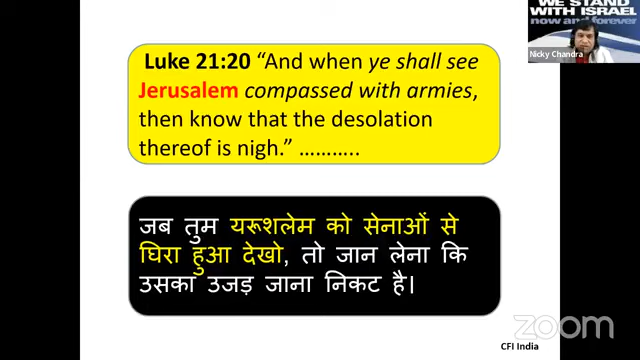 WE STAND
WITH ISRAEL
now and forever
Nicky Chandra
Luke 21:20 “And when ye shall see
Jerusalem compassed with armies,
then know that the desolation
thereof is nigh.” ………..
जब तुम यरूशलेम को सेनाओं से
घिरा हुआ देखो, तो जान लेना कि
उसका उजड़ जाना निकट है।
zoom
CFI India